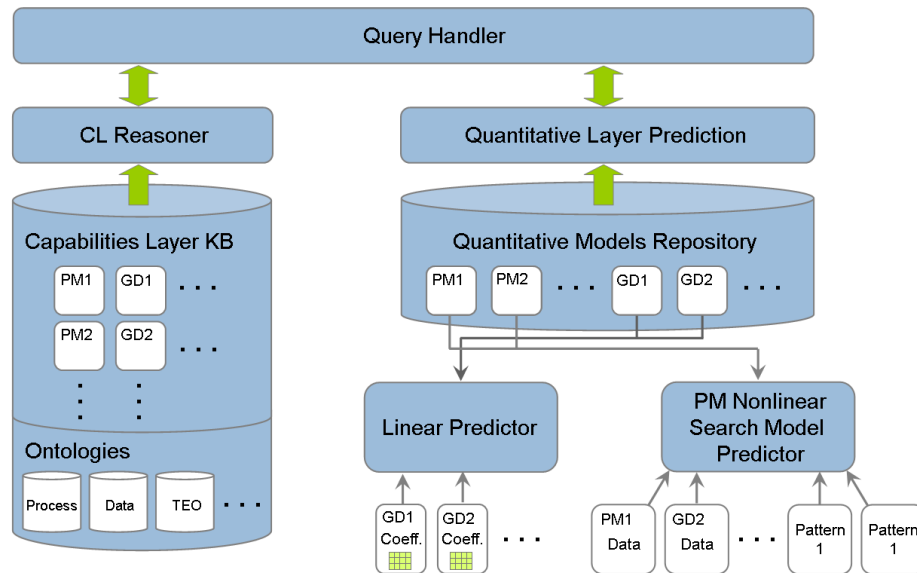 Query Handler
CL Reasoner
Quantitative Layer Prediction
Capabilities Layer KB
PM1 GD1 . . .
PM2 GD2 . . .
Ontologies
Process Data TEO . . .
Quantitative Models Repository
PM1 PM2 . . . GD1 GD2 . . .
Linear Predictor
PM Nonlinear
Search Model
Predictor
GD1
Coeff.
GD2
Coeff.
. . .
PM1
Data
GD2
Data
. . .
Pattern
1
Pattern
1